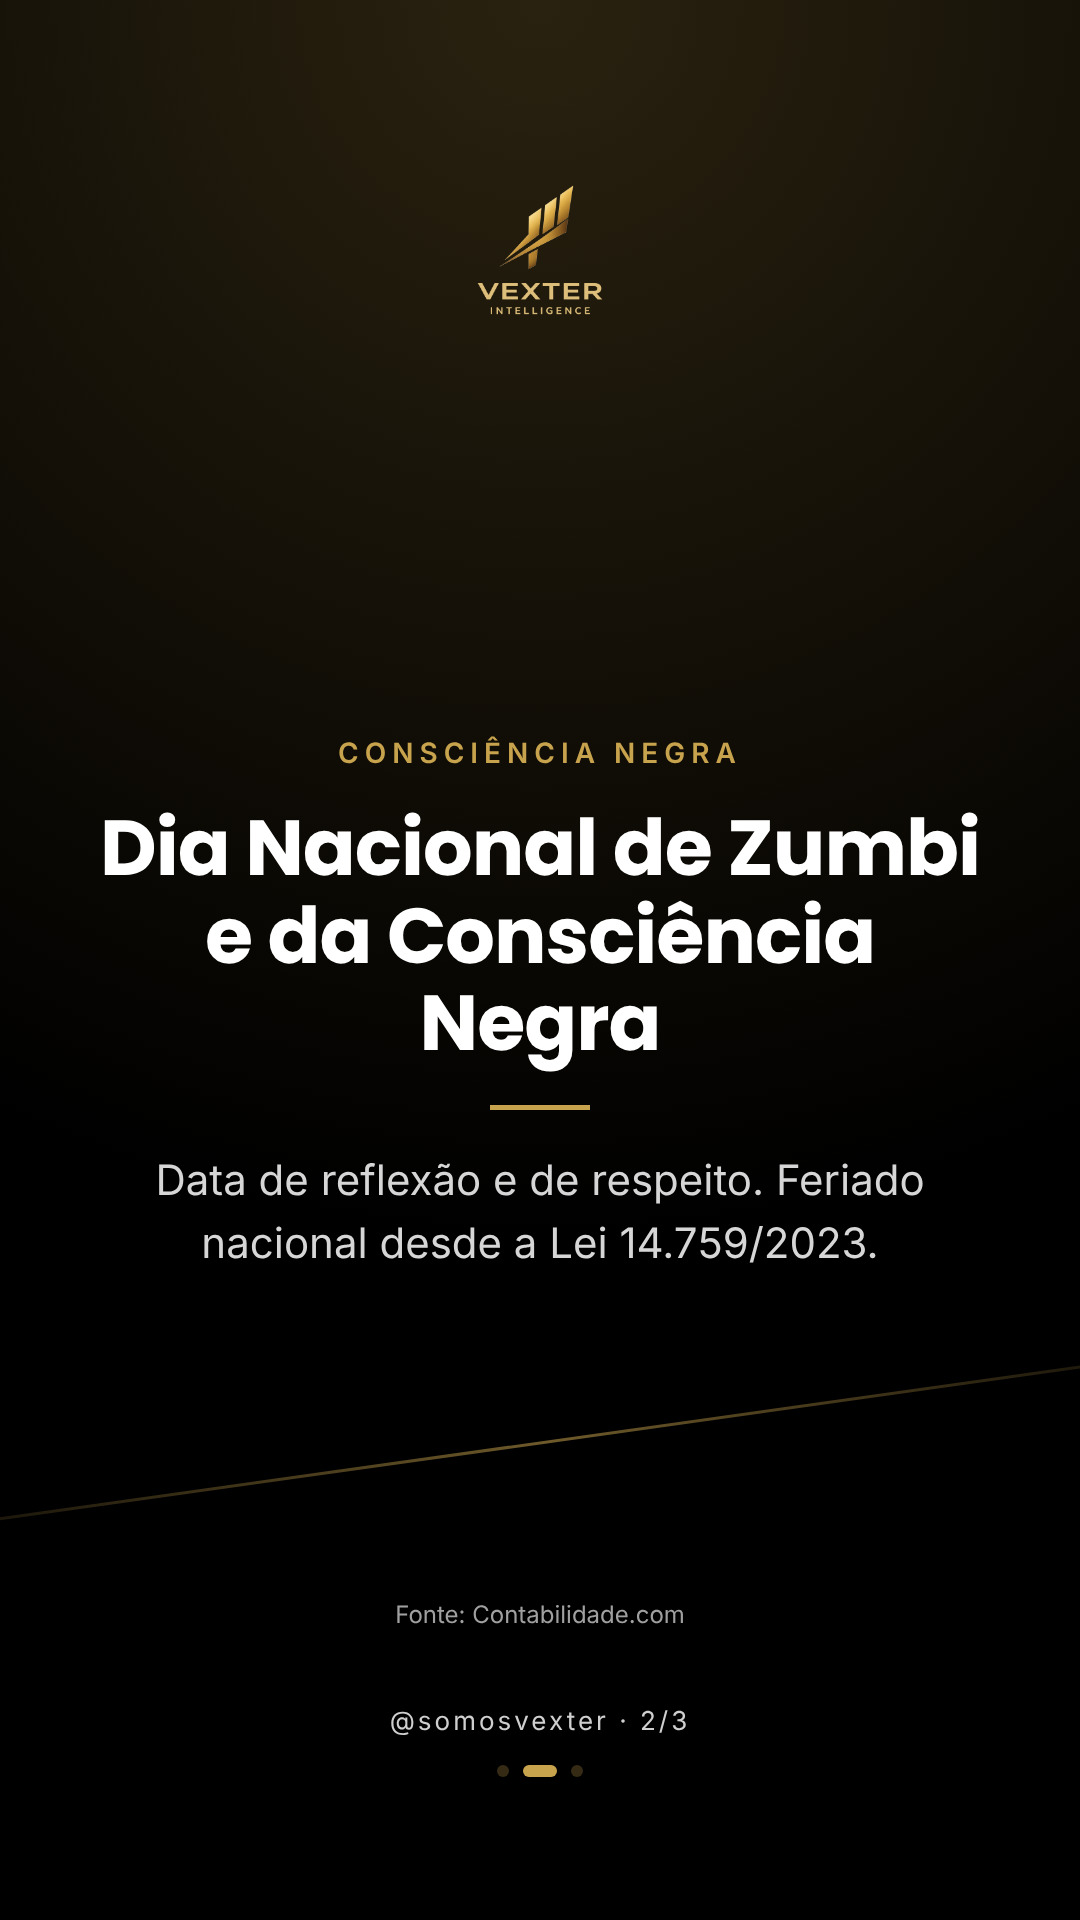 VEXTER
INTELLIGENCE
CONSCIÊNCIA NEGRA
Dia Nacional de Zumbi
e da Consciência
Negra
Data de reflexão e de respeito. Feriado
nacional desde a Lei 14.759/2023.
Fonte: Contabilidade.com
@somosvexter · 2/3